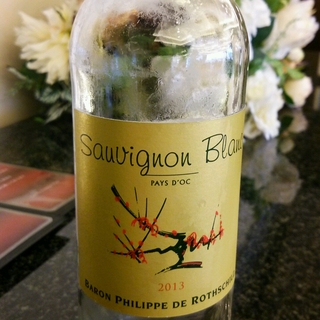 Sauvignon Blanc
PAYS D'OC
2013
BARON PHILIPPE DE ROTHSCHILD